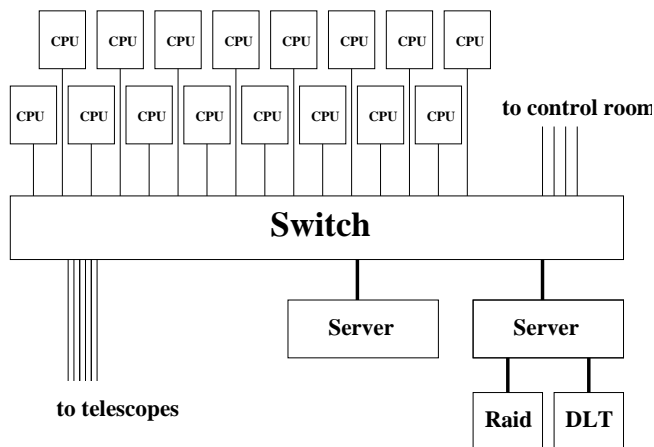 CPU CPU CPU CPU CPU CPU CPU CPU
CPU CPU CPU CPU CPU CPU CPU CPU
to control room
Switch
Server Server
to telescopes
Raid DLT